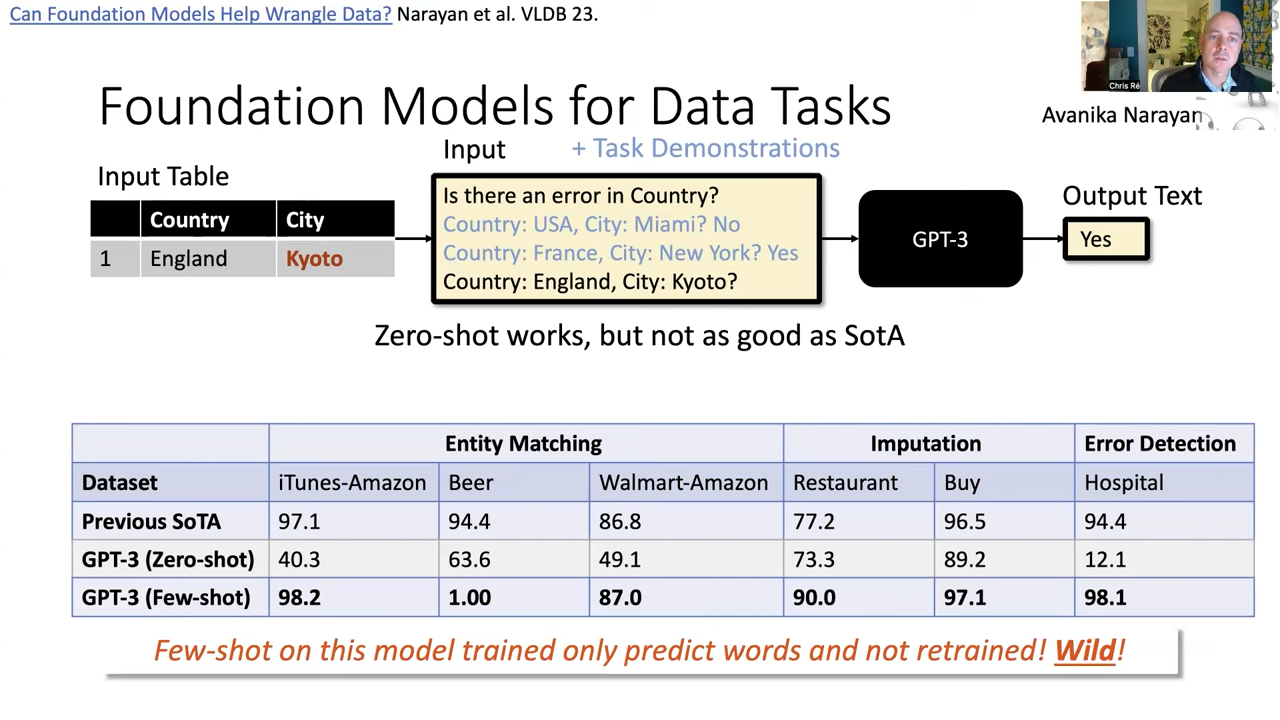 Can Foundation Models Help Wrangle Data? Narayan et al. VLDB 23.
Chris Ré
Foundation Models for Data Tasks
Avanika Narayan
Input + Task Demonstrations
Input Table
Country City
1 England Kyoto
Is there an error in Country?
Country: USA, City: Miami? No
Country: France, City: New York? Yes
Country: England, City: Kyoto?
GPT-3
Output Text
Yes
Zero-shot works, but not as good as SotA
Entity Matching Imputation Error Detection
Dataset iTunes-Amazon Beer Walmart-Amazon Restaurant Buy Hospital
Previous SoTA 97.1 94.4 86.8 77.2 96.5 94.4
GPT-3 (Zero-shot) 40.3 63.6 49.1 73.3 89.2 12.1
GPT-3 (Few-shot) 98.2 1.00 87.0 90.0 97.1 98.1
Few-shot on this model trained only predict words and not retrained! Wild!